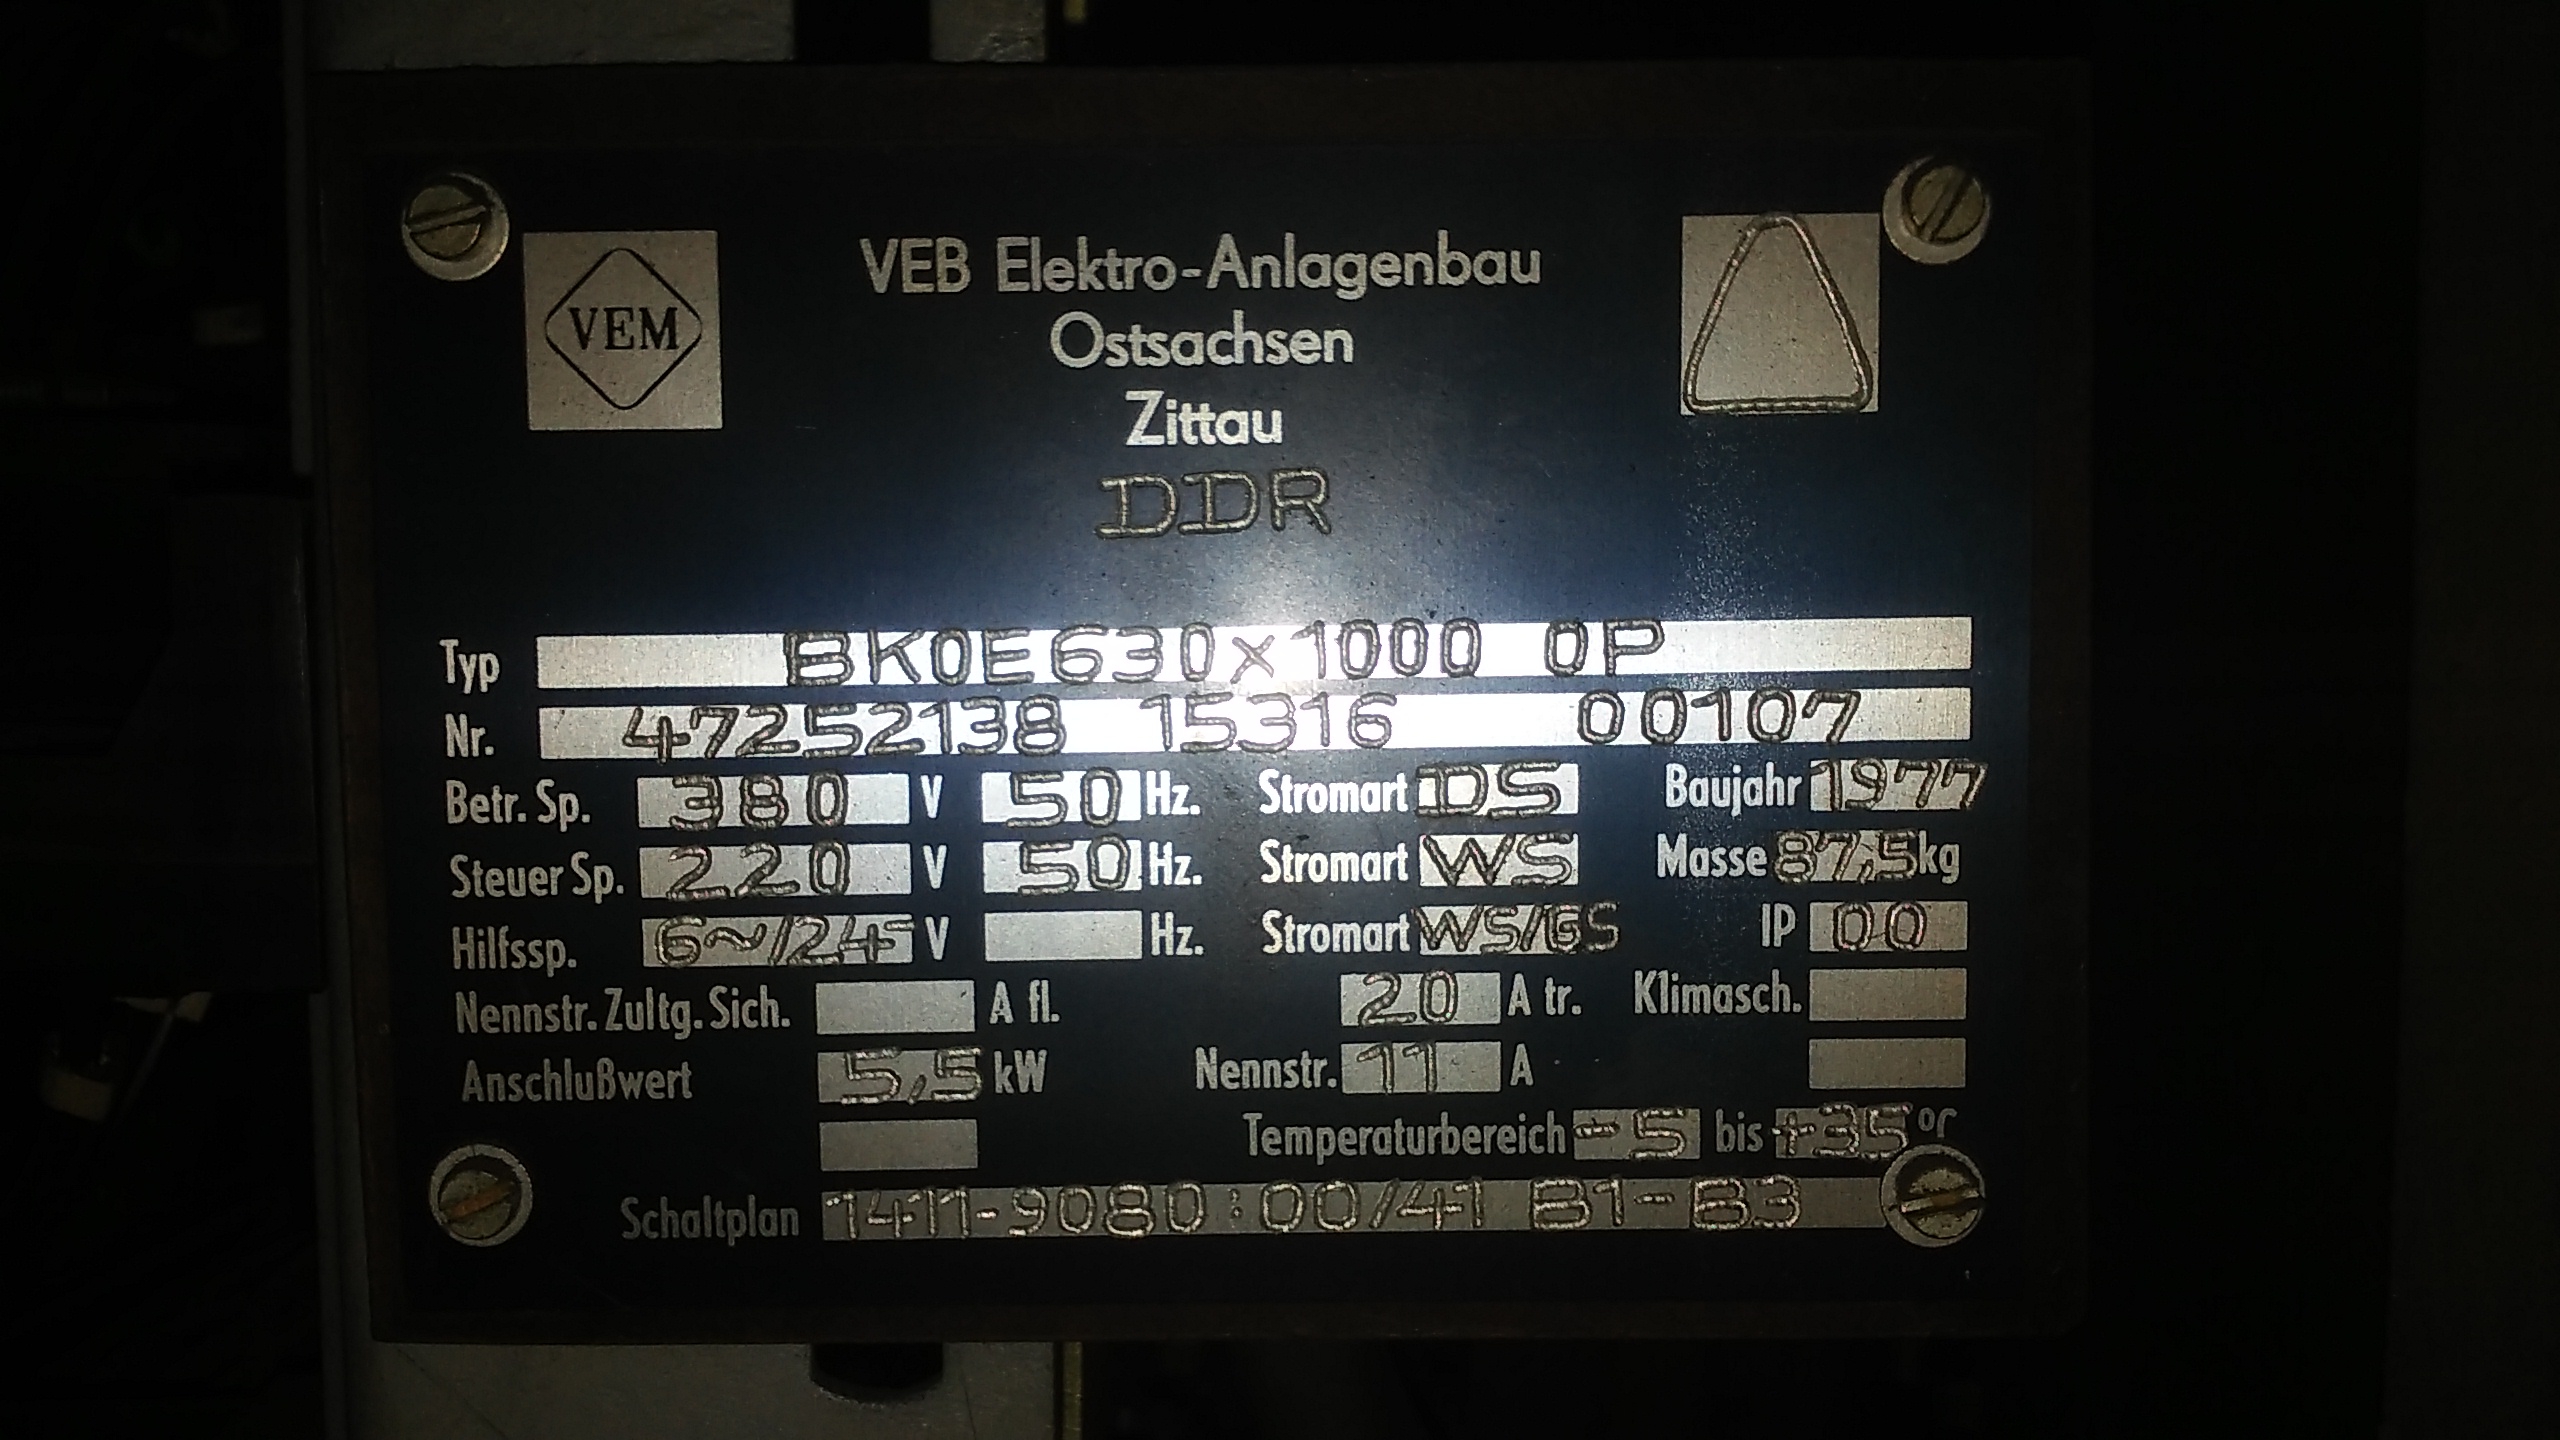 VEM
VEB Elektro-Anlagenbau
Ostsachsen
Zittau
DDR
Typ BK0E630x1000 0P
Nr. 47252138 15316 00107
Betr. Sp. 380 V 50 Hz. Stromart DS Baujahr 1977
Steuer Sp. 220 V 50 Hz. Stromart WS Masse 87,5 kg
Hilfssp. 6~/24- V Hz. Stromart WS/GS IP 00
Nennstr. Zultg. Sich. A fl. 20 A tr. Klimasch.
Anschlußwert 5,5 kW Nennstr. 11 A
Temperaturbereich -5 bis +35 °C
Schaltplan 1411-9080:00/41 B1-B3